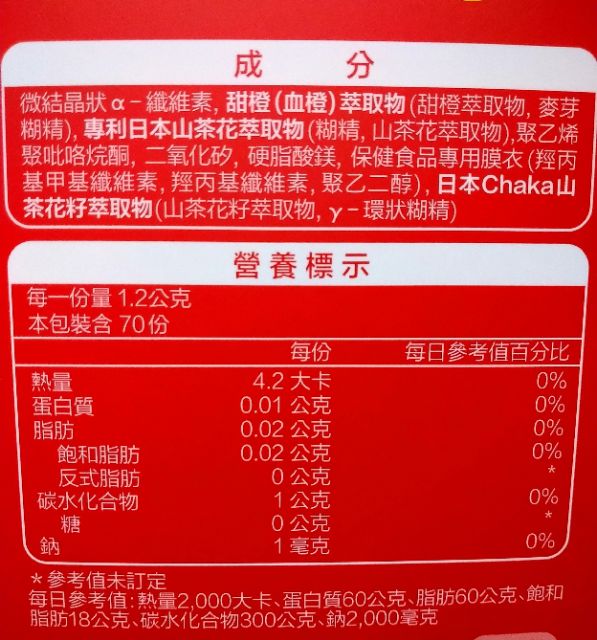 成 分
微結晶狀α-纖維素, 甜橙(血橙)萃取物(甜橙萃取物, 麥芽
糊精), 專利日本山茶花萃取物(糊精, 山茶花萃取物),聚乙烯
聚吡咯烷酮, 二氧化矽, 硬脂酸鎂, 保健食品專用膜衣(羥丙
基甲基纖維素, 羥丙基纖維素, 聚乙二醇), 日本Chaka山
茶花籽萃取物(山茶花籽萃取物, γ-環狀糊精)
營養標示
每一份量 1.2公克
本包裝含 70份
每份 每日參考值百分比
熱量 4.2 大卡 0%
蛋白質 0.01 公克 0%
脂肪 0.02 公克 0%
飽和脂肪 0.02 公克 0%
反式脂肪 0 公克 *
碳水化合物 1 公克 0%
糖 0 公克 *
鈉 1 毫克 0%
*參考值未訂定
每日參考值:熱量2,000大卡、蛋白質60公克、脂肪60公克、飽和
脂肪18公克、碳水化合物300公克、鈉2,000毫克